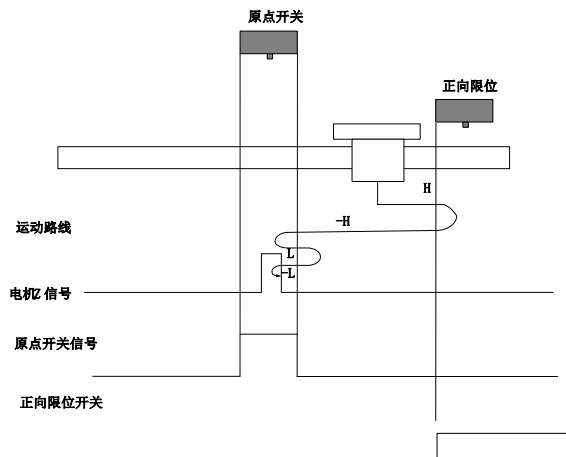 原点开关
正向限位
H
-H
运动路线
L
-L
电机Z 信号
原点开关信号
正向限位开关